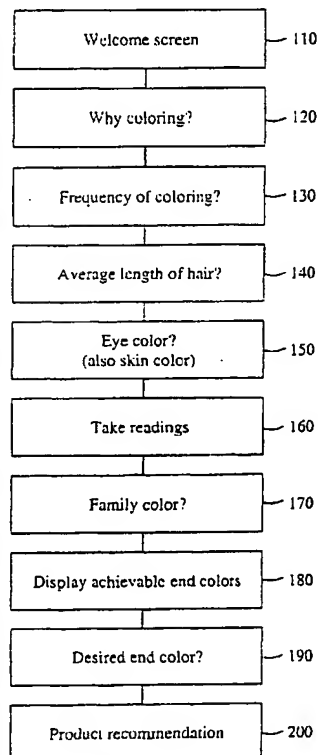 Welcome screen 110
Why coloring? 120
Frequency of coloring? 130
Average length of hair? 140
Eye color?
(also skin color) 150
Take readings 160
Family color? 170
Display achievable end colors 180
Desired end color? 190
Product recommendation 200